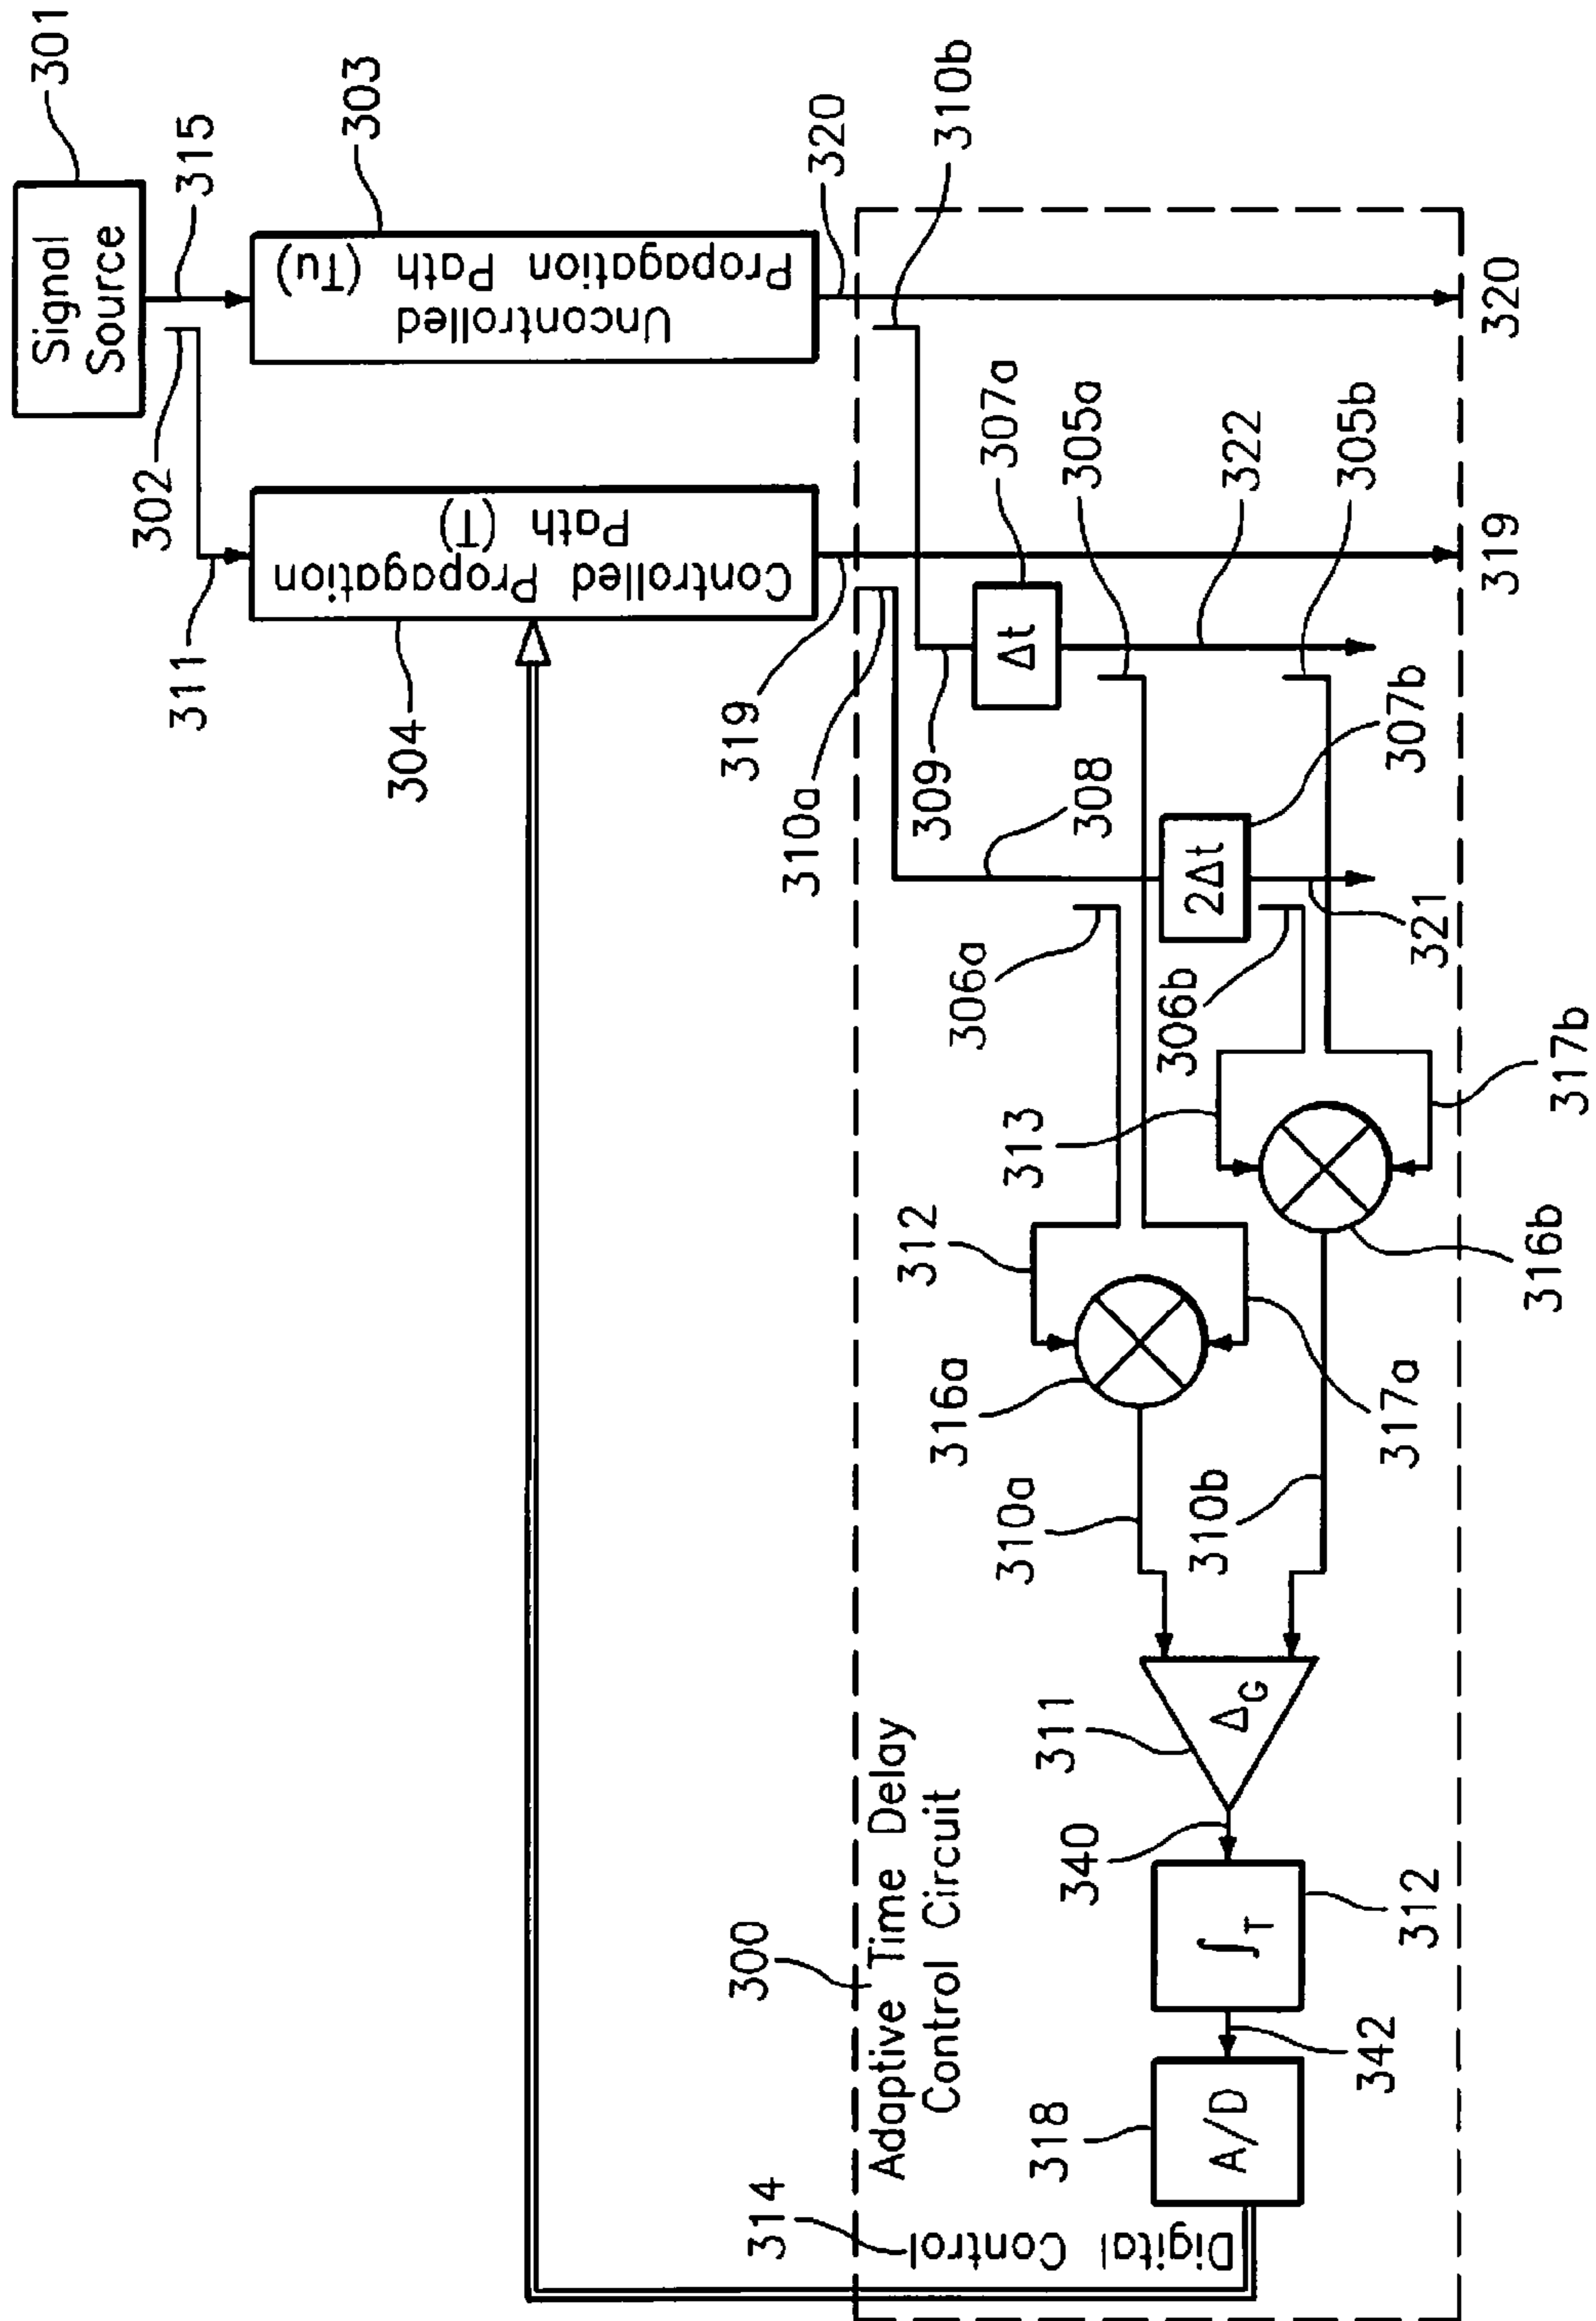 Signal
Source
301
302
315
311
303
Uncontrolled
Propagation Path (Tu)
304
Controlled Propagation
Path (T)
319
320
310a
310b
309
Δt
307a
305a
308
322
305b
306a
2Δt
307b
306b
321
312
313
316a
317a
316b
317b
319
320
310a
310b
ΔG
311
340
∫T
312
342
A/D
318
300
Adaptive Time Delay
Control Circuit
314
Digital Control